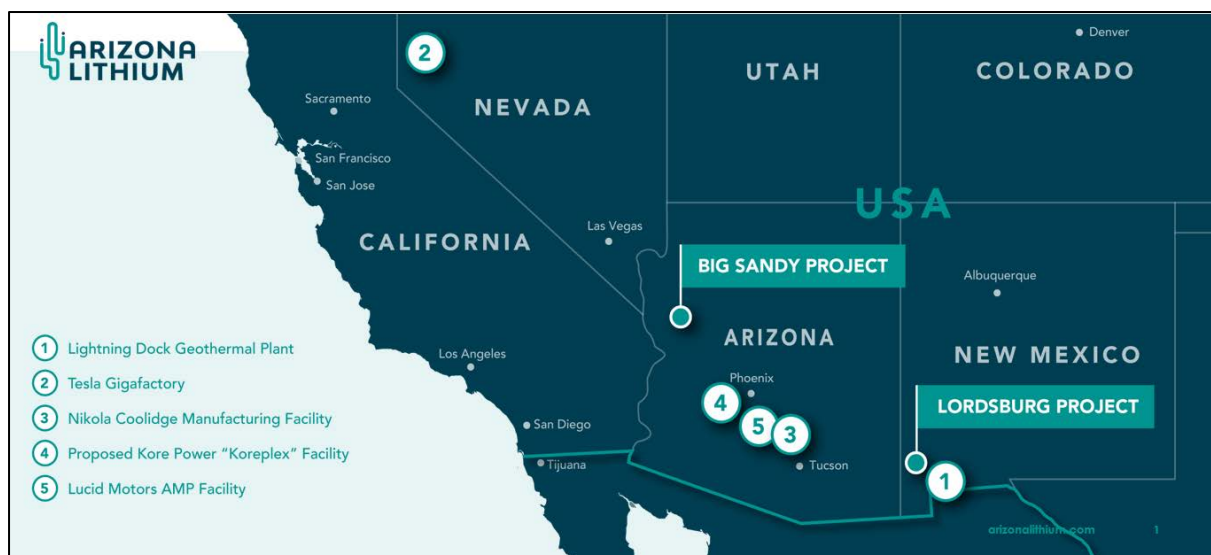 ARIZONA
LITHIUM
2
Denver
UTAH
COLORADO
NEVADA
Sacramento
San Francisco
San Jose
USA
Las Vegas
CALIFORNIA
BIG SANDY PROJECT
Albuquerque
ARIZONA
NEW MEXICO
Los Angeles
Phoenix
4
5
3
LORDSBURG PROJECT
San Diego
Tijuana
Tucson
1
1 Lightning Dock Geothermal Plant
2 Tesla Gigafactory
3 Nikola Coolidge Manufacturing Facility
4 Proposed Kore Power “Koreplex” Facility
5 Lucid Motors AMP Facility
arizonalithium.com 1